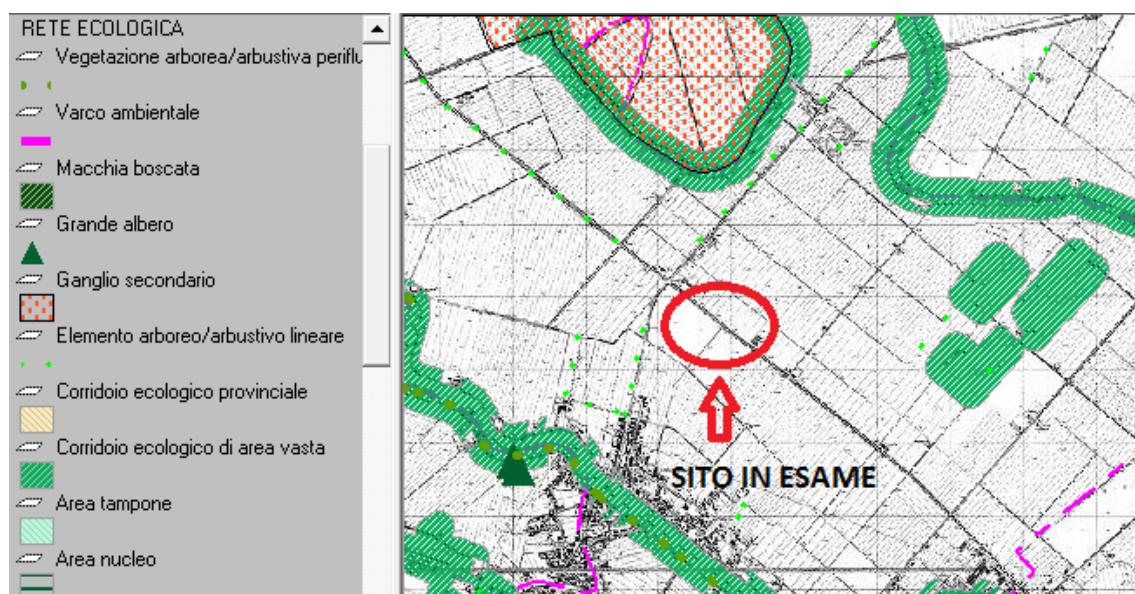 RETE ECOLOGICA
Vegetazione arborea/arbustiva periflu
Varco ambientale
Macchia boscata
Grande albero
Ganglio secondario
Elemento arboreo/arbustivo lineare
Corridoio ecologico provinciale
Corridoio ecologico di area vasta
Area tampone
Area nucleo
SITO IN ESAME